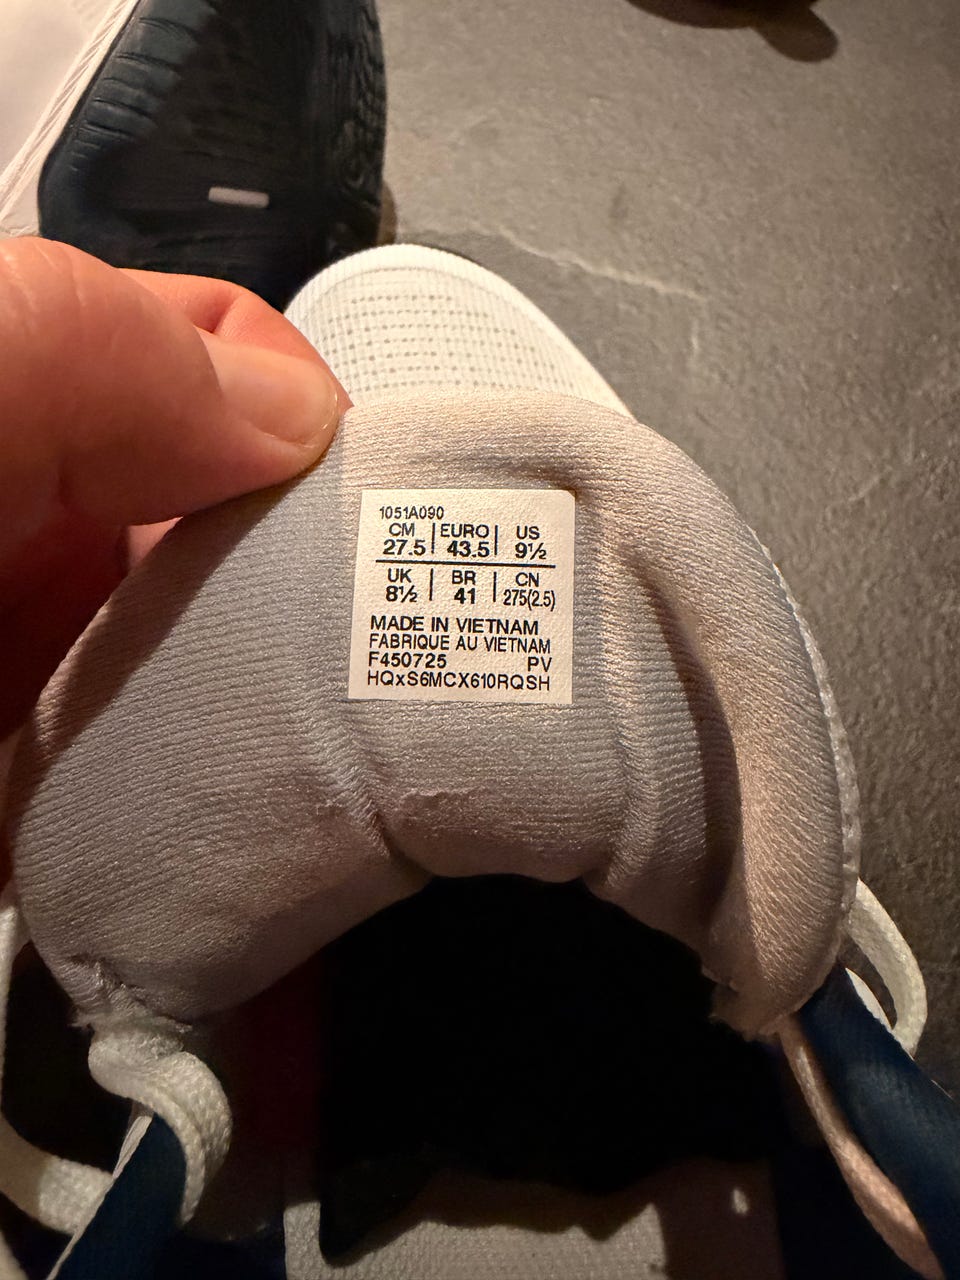 1051A090
CM | EURO | US
27.5 | 43.5 | 9½
UK | BR | CN
8½ | 41 | 275(2.5)
MADE IN VIETNAM
FABRIQUE AU VIETNAM
F450725 PV
HQxS6MCX610RQSH